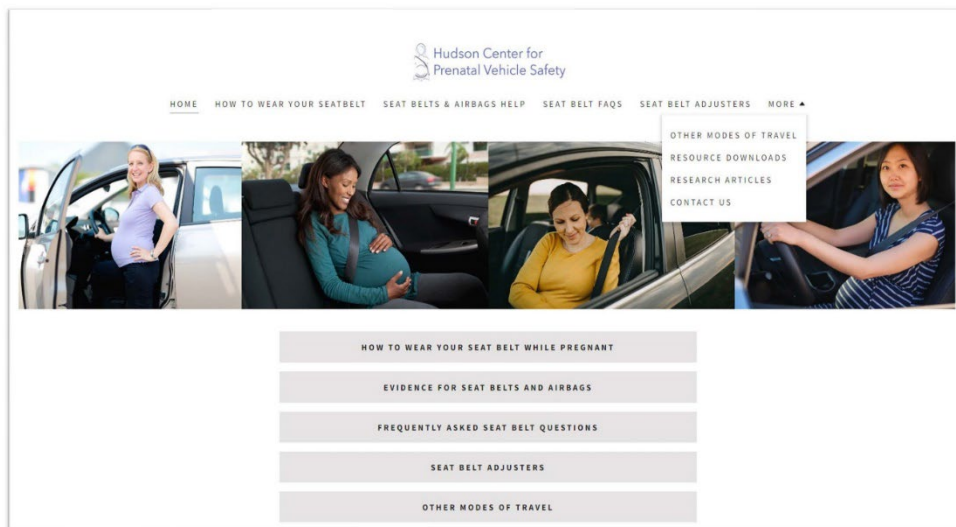 Hudson Center for
Prenatal Vehicle Safety
HOME HOW TO WEAR YOUR SEATBELT SEAT BELTS & AIRBAGS HELP SEAT BELT FAQS SEAT BELT ADJUSTERS MORE
OTHER MODES OF TRAVEL
RESOURCE DOWNLOADS
RESEARCH ARTICLES
CONTACT US
HOW TO WEAR YOUR SEAT BELT WHILE PREGNANT
EVIDENCE FOR SEAT BELTS AND AIRBAGS
FREQUENTLY ASKED SEAT BELT QUESTIONS
SEAT BELT ADJUSTERS
OTHER MODES OF TRAVEL